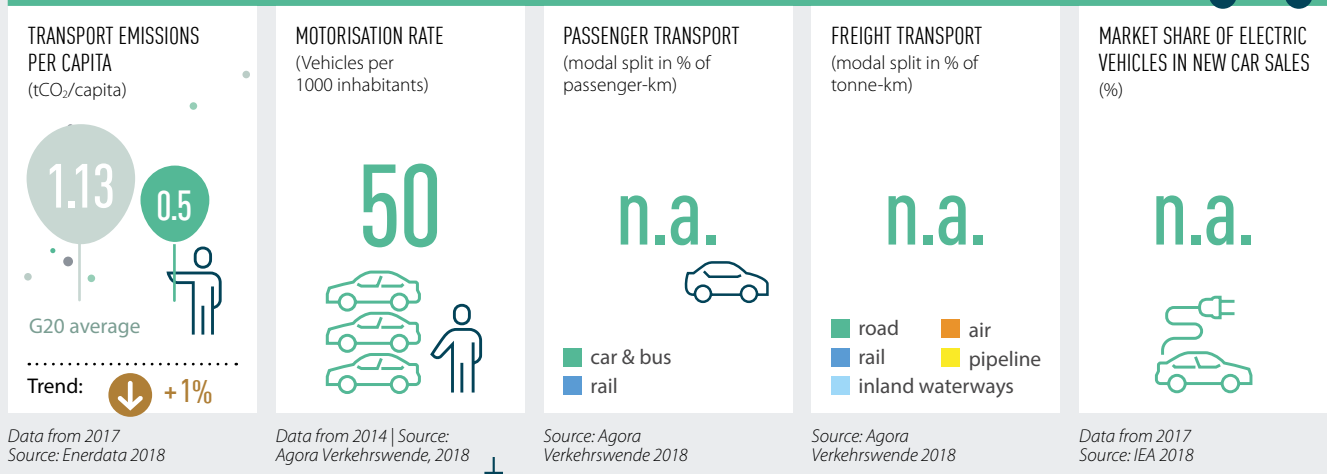 TRANSPORT EMISSIONS
PER CAPITA
(tCO₂/capita)
1.13
0.5
G20 average
Trend:
+1%
Data from 2017
Source: Enerdata 2018
MOTORISATION RATE
(Vehicles per
1000 inhabitants)
50
Data from 2014 | Source:
Agora Verkehrswende, 2018
PASSENGER TRANSPORT
(modal split in % of
passenger-km)
n.a.
car & bus
rail
Source: Agora
Verkehrswende 2018
FREIGHT TRANSPORT
(modal split in % of
tonne-km)
n.a.
road
rail
inland waterways
air
pipeline
Source: Agora
Verkehrswende 2018
MARKET SHARE OF ELECTRIC
VEHICLES IN NEW CAR SALES
(%)
n.a.
Data from 2017
Source: IEA 2018